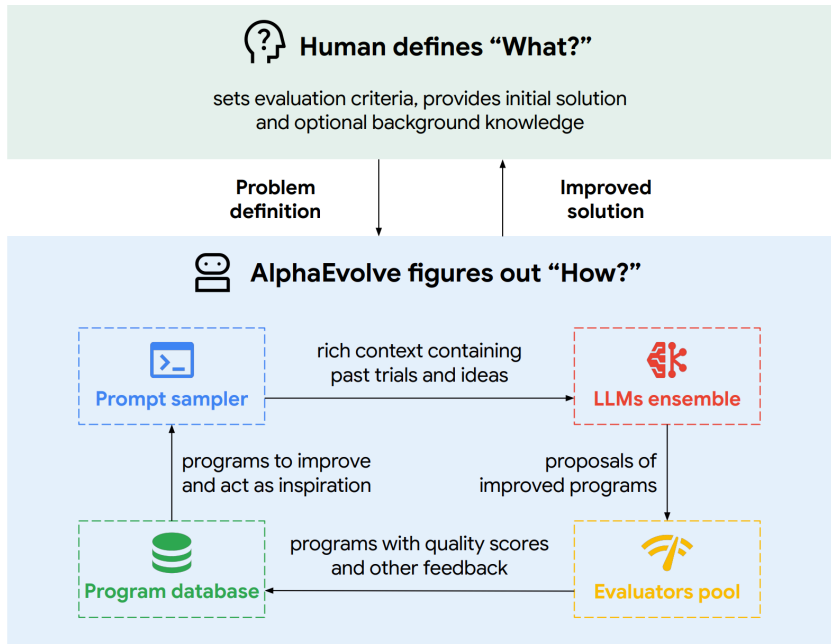 Human defines “What?”
sets evaluation criteria, provides initial solution
and optional background knowledge
Problem
definition
Improved
solution
AlphaEvolve figures out “How?”
Prompt sampler
rich context containing
past trials and ideas
LLMs ensemble
programs to improve
and act as inspiration
proposals of
improved programs
Program database
programs with quality scores
and other feedback
Evaluators pool